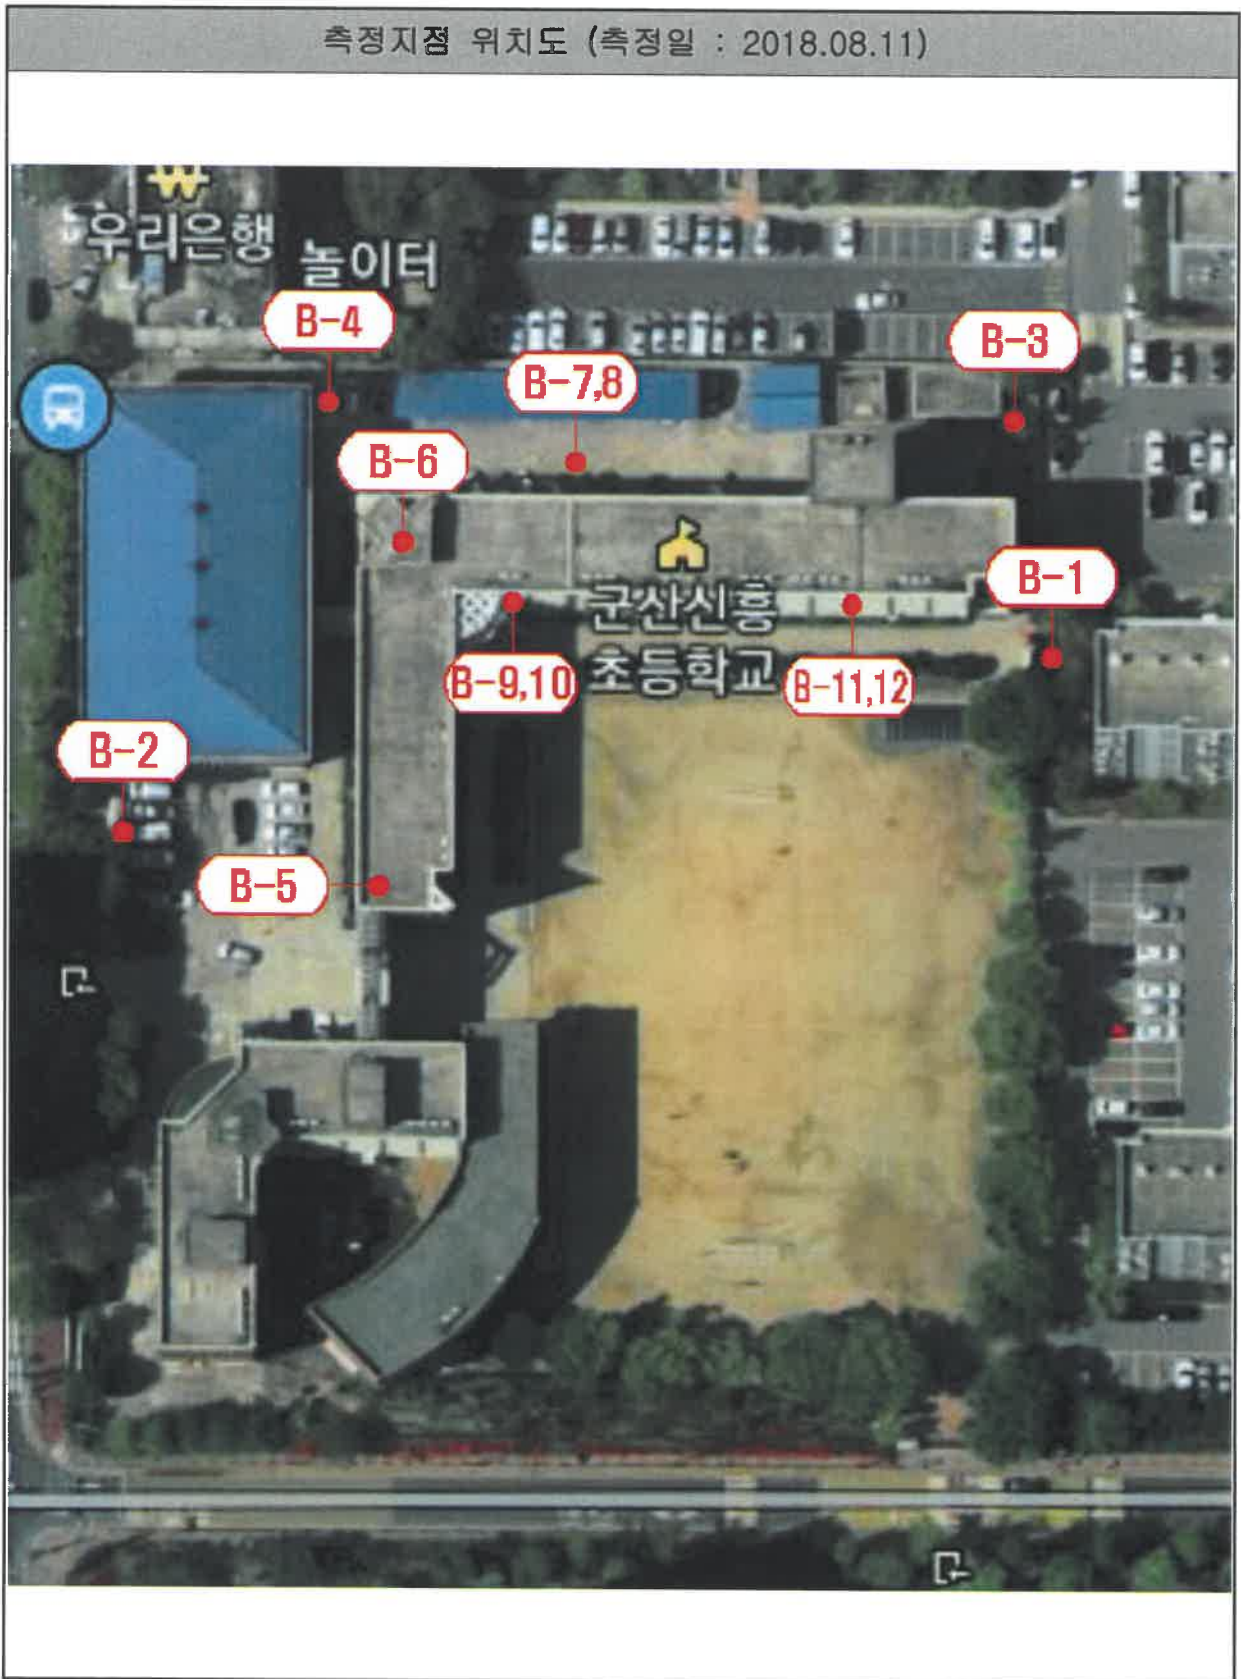 측정지점 위치도 (측정일 : 2018.08.11)
우리은행
놀이터
B-4
B-3
B-7,8
B-6
B-1
군산신흥
초등학교
B-9,10
B-11,12
B-2
B-5